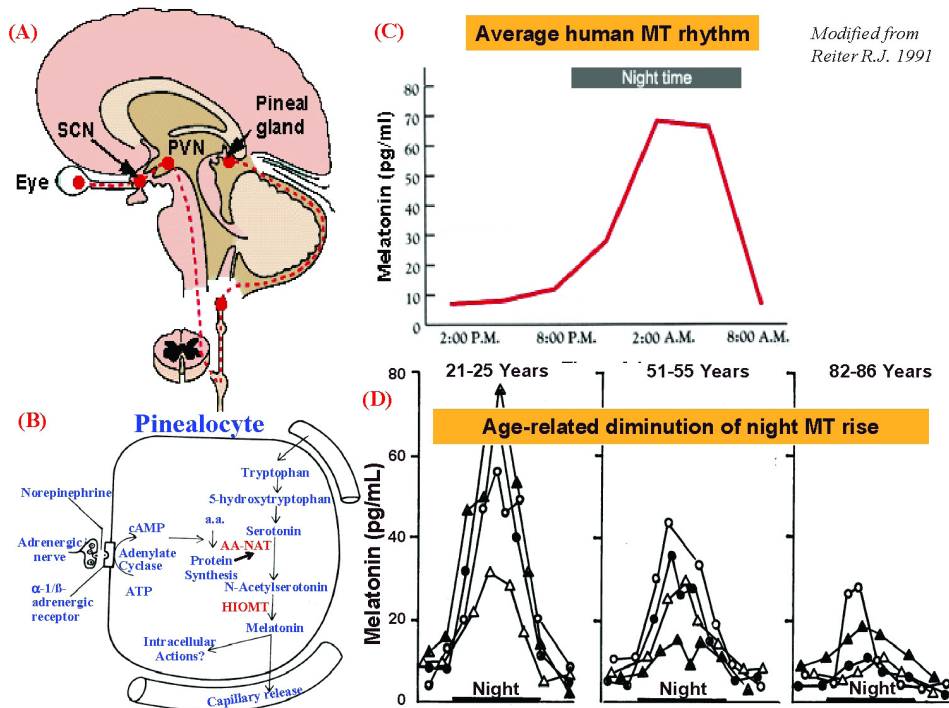 (A)
SCN
PVN
Pineal
gland
Eye
(C)
Average human MT rhythm
Modified from
Reiter R.J. 1991
Night time
Melatonin (pg/ml)
80
70
60
50
40
30
20
10
0
2:00 P.M.
8:00 P.M.
2:00 A.M.
8:00 A.M.
(B)
Pinealocyte
Tryptophan
5-hydroxytryptophan
Norepinephrine
a.a.
Serotonin
cAMP
AA-NAT
Adrenergic
nerve
Adenylate
Cyclase
Protein
Synthesis
N-Acetylserotonin
α-1/ß-
adrenergic
receptor
ATP
HIOMT
Melatonin
Intracellular
Actions?
Capillary release
(D)
21-25 Years
51-55 Years
82-86 Years
Age-related diminution of night MT rise
Melatonin (pg/mL)
80
60
40
20
0
Night
Night
Night